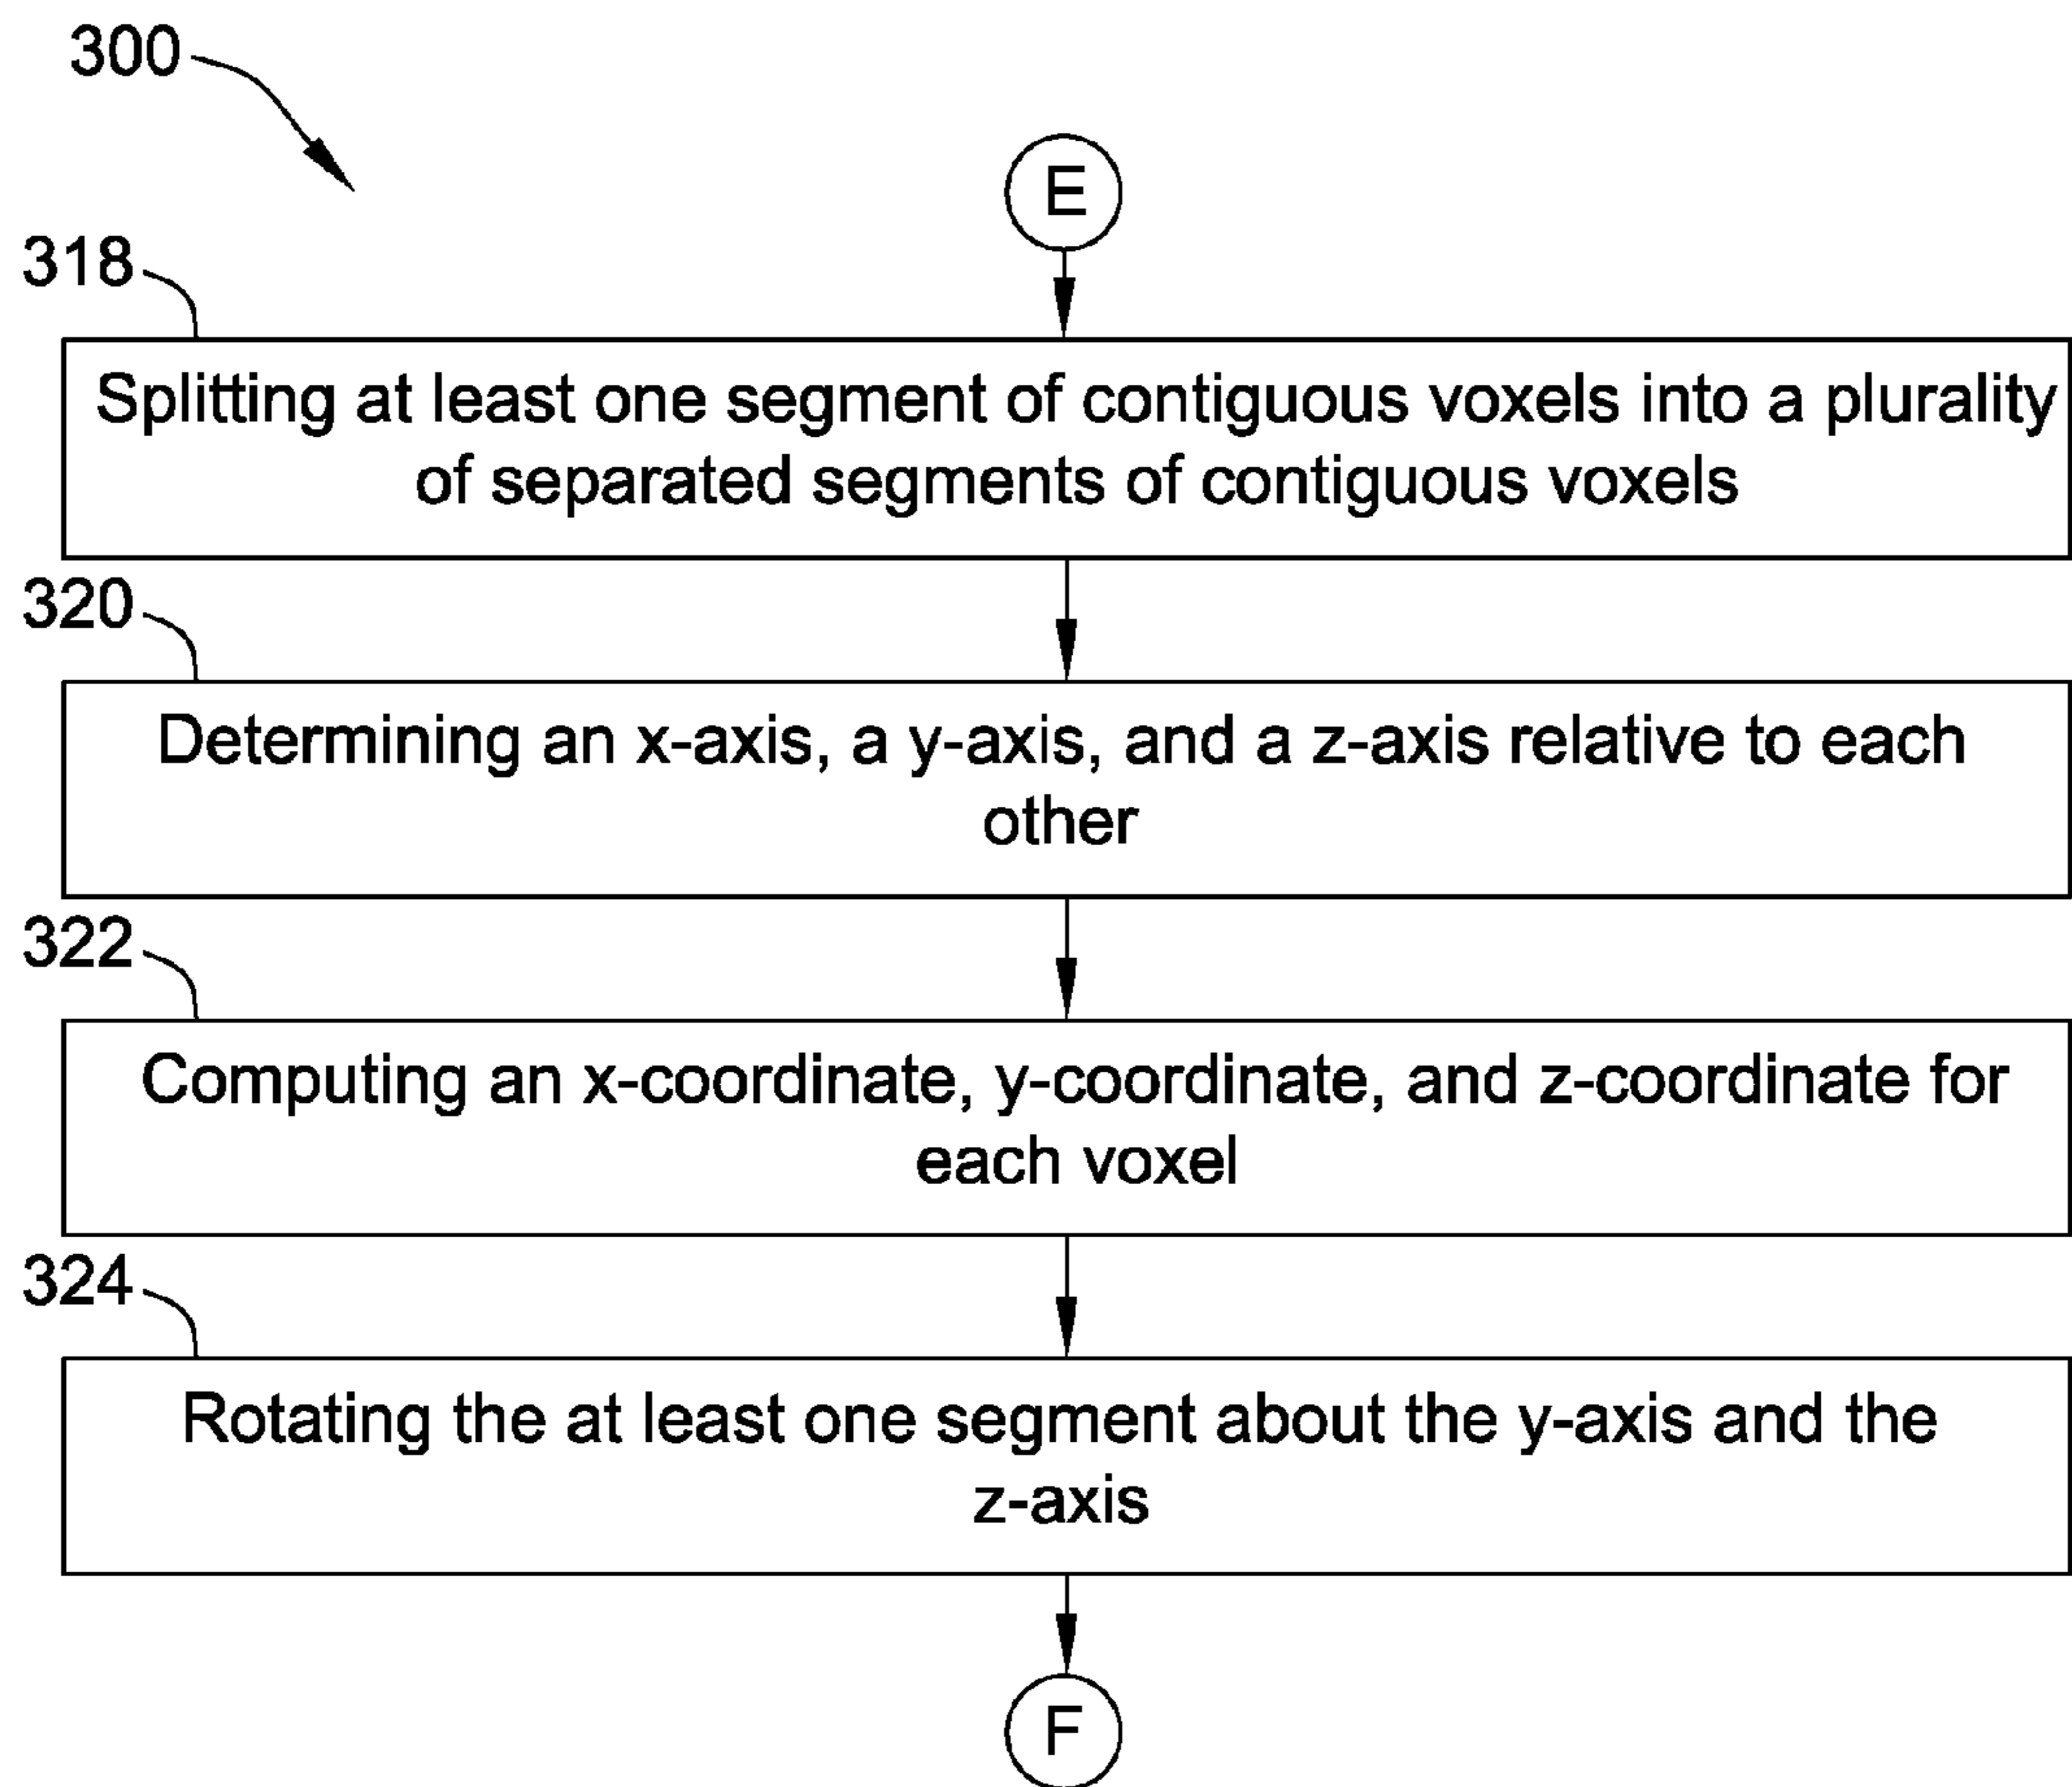 300
E
318
Splitting at least one segment of contiguous voxels into a plurality
of separated segments of contiguous voxels
320
Determining an x-axis, a y-axis, and a z-axis relative to each
other
322
Computing an x-coordinate, y-coordinate, and z-coordinate for
each voxel
324
Rotating the at least one segment about the y-axis and the
z-axis
F